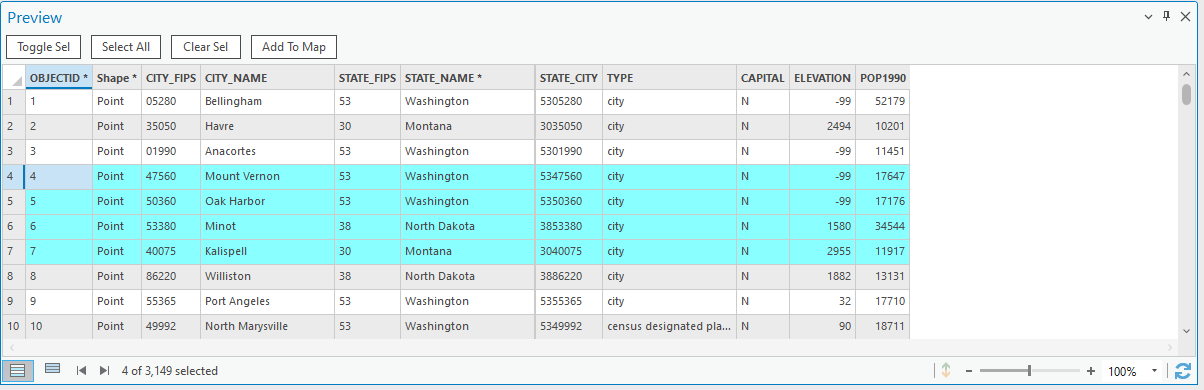 Preview
Toggle Sel Select All Clear Sel Add To Map
OBJECTID * Shape * CITY_FIPS CITY_NAME STATE_FIPS STATE_NAME * STATE_CITY TYPE CAPITAL ELEVATION POP1990
1 1 Point 05280 Bellingham 53 Washington 5305280 city N -99 52179
2 2 Point 35050 Havre 30 Montana 3035050 city N 2494 10201
3 3 Point 01990 Anacortes 53 Washington 5301990 city N -99 11451
4 4 Point 47560 Mount Vernon 53 Washington 5347560 city N -99 17647
5 5 Point 50360 Oak Harbor 53 Washington 5350360 city N -99 17176
6 6 Point 53380 Minot 38 North Dakota 3853380 city N 1580 34544
7 7 Point 40075 Kalispell 30 Montana 3040075 city N 2955 11917
8 8 Point 86220 Williston 38 North Dakota 3886220 city N 1882 13131
9 9 Point 55365 Port Angeles 53 Washington 5355365 city N 32 17710
10 10 Point 49992 North Marysville 53 Washington 5349992 census designated pla... N 90 18711
4 of 3,149 selected 100%